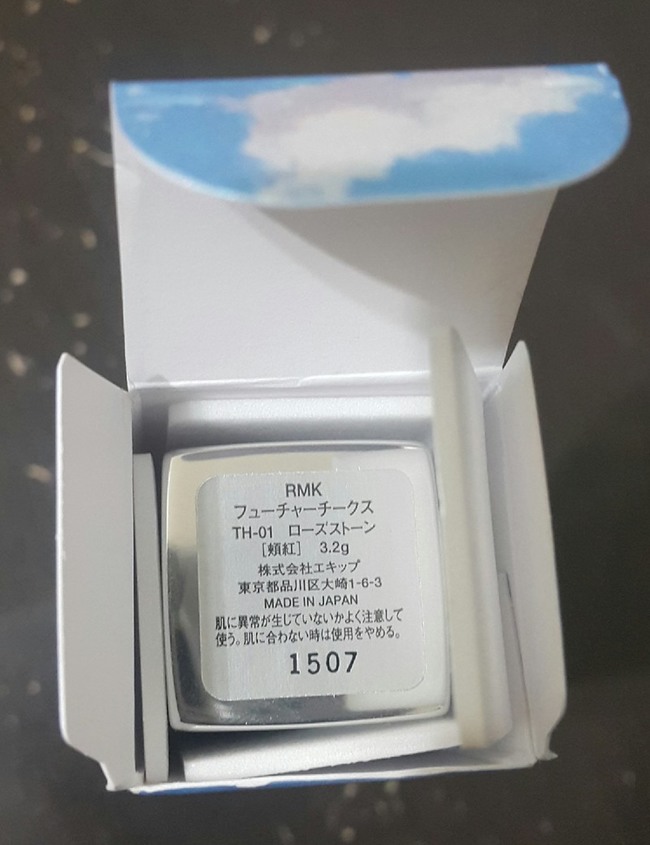 RMK
フューチャーチークス
TH-01 ローズストーン
［頬紅］ 3.2g
株式会社エキップ
東京都品川区大崎1-6-3
MADE IN JAPAN
肌に異常が生じていないかよく注意して
使う。肌に合わない時は使用をやめる。
1507